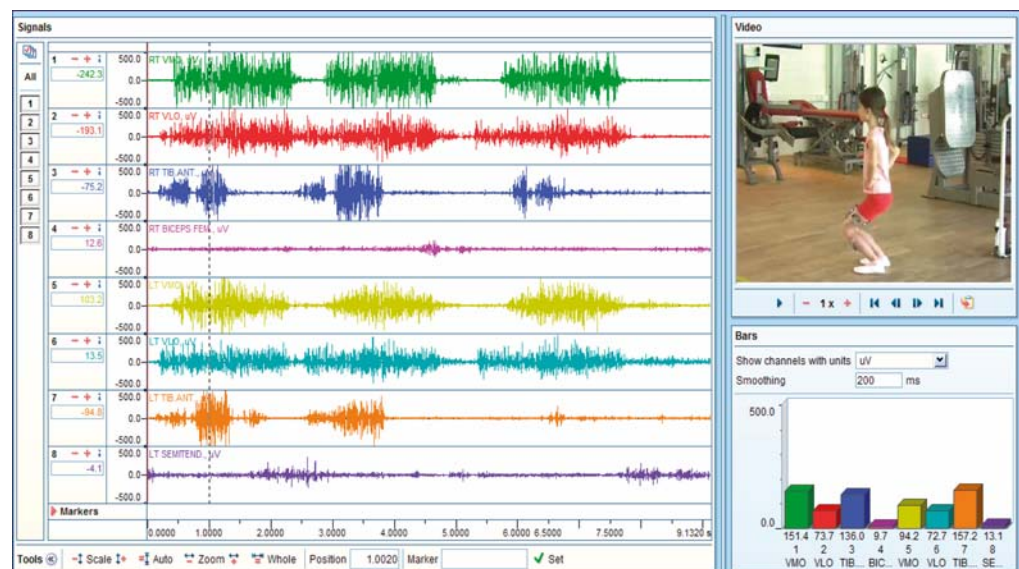 Signals
All
1
2
3
4
5
6
7
8
1 − + 500.0 RT VMO, uV
-242.3 0.0
-500.0
2 − + 500.0 RT VLO, uV
-193.1 0.0
-500.0
3 − + 500.0 RT TIB.ANT., uV
-75.2 0.0
-500.0
4 − + 500.0 RT BICEPS FEM., uV
12.6 0.0
-500.0
5 − + 500.0 LT VMO, uV
103.2 0.0
-500.0
6 − + 500.0 LT VLO, uV
13.5 0.0
-500.0
7 − + 500.0 LT TIB.ANT.
-94.8 0.0
-500.0
8 − + 500.0 LT SEMITEND., uV
-4.1 0.0
-500.0
Markers
0.0000 1.0000 2.0000 3.0000 4.0000 5.0000 6.0000 6.5000 7.5000 9.1320 s
Tools Scale Auto Zoom Whole Position 1.0020 Marker Set
Video
− 1 x +
Bars
Show channels with units uV
Smoothing 200 ms
500.0
0.0
151.4 73.7 136.0 9.7 94.2 72.7 157.2 13.1
1 2 3 4 5 6 7 8
VMO VLO TIB... BIC... VMO VLO TIB... SE...